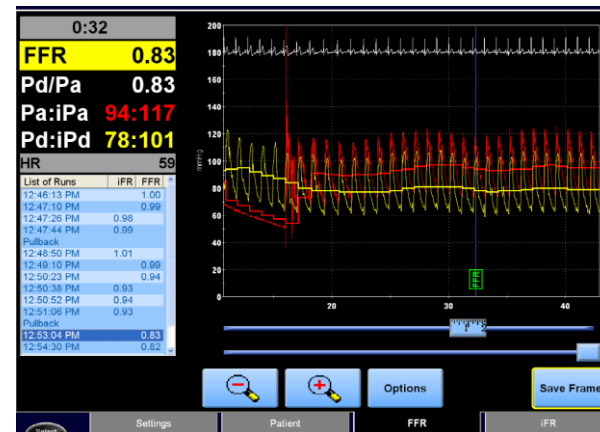 0:32
FFR 0.83
Pd/Pa 0.83
Pa:iPa 94:117
Pd:iPd 78:101
HR 59
List of Runs iFR FFR
12:46:13 PM 1.00
12:47:10 PM 0.99
12:47:26 PM 0.98
12:47:44 PM 0.99
Pullback
12:48:50 PM 1.01
12:49:10 PM 0.99
12:50:23 PM 0.94
12:50:38 PM 0.93
12:50:52 PM 0.94
12:51:06 PM 0.93
Pullback
12:53:04 PM 0.83
12:54:30 PM 0.82
200
180
160
140
120
100
80
60
40
20
0
mmHg
FFR
20 30 40
Options
Save Frame
Select
Settings
Patient
FFR
iFR